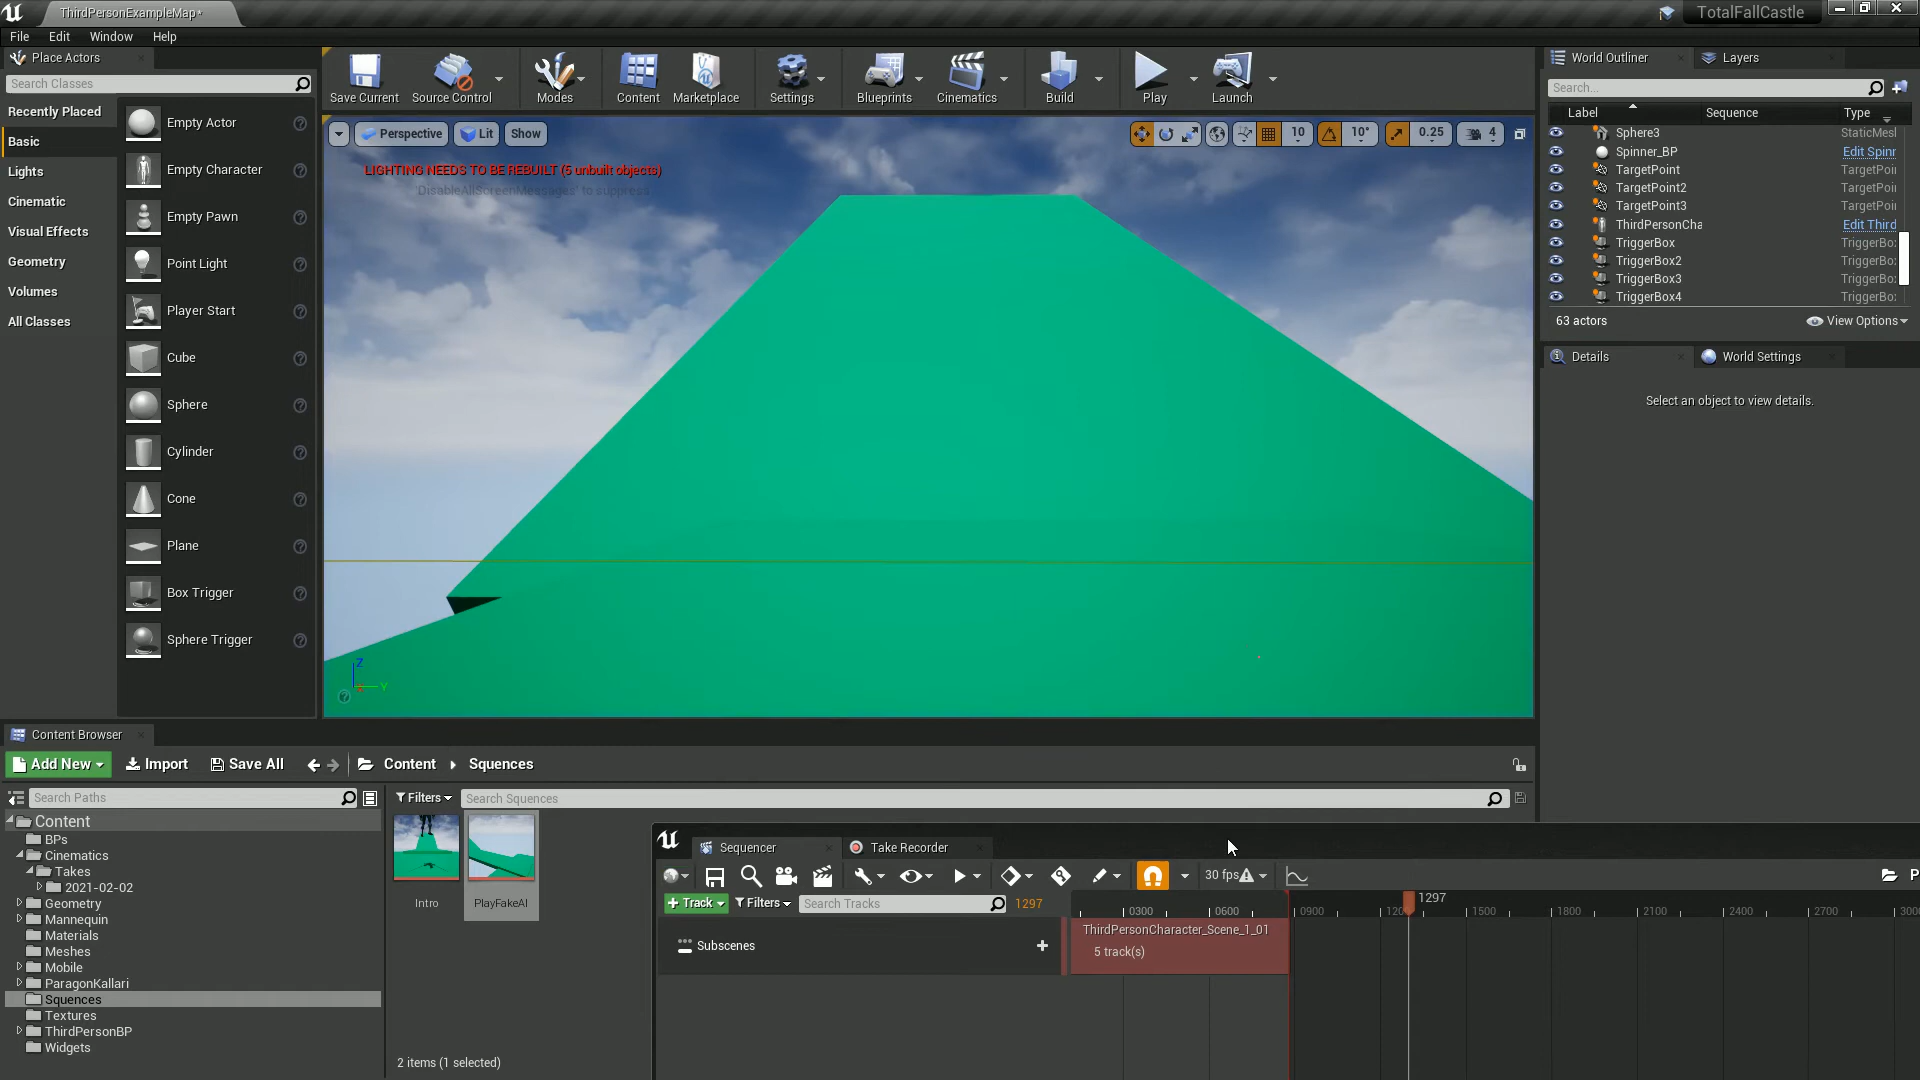 ThirdPersonExampleMap*
TotalFallCastle
File Edit Window Help
Place Actors
Search Classes
Recently Placed
Basic
Lights
Cinematic
Visual Effects
Geometry
Volumes
All Classes
Empty Actor
Empty Character
Empty Pawn
Point Light
Player Start
Cube
Sphere
Cylinder
Cone
Plane
Box Trigger
Sphere Trigger
Save Current
Source Control
Modes
Content
Marketplace
Settings
Blueprints
Cinematics
Build
Play
Launch
Perspective
Lit
Show
10
10°
0.25
4
LIGHTING NEEDS TO BE REBUILT (5 unbuilt objects)
'DisableAllScreenMessages' to suppress
Z
Y
World Outliner
Layers
Search...
Label Sequence Type
Sphere3 StaticMesl
Spinner_BP Edit Spinr
TargetPoint TargetPoi
TargetPoint2 TargetPoi
TargetPoint3 TargetPoi
ThirdPersonCha Edit Third
TriggerBox TriggerBo
TriggerBox2 TriggerBo
TriggerBox3 TriggerBo
TriggerBox4 TriggerBo
63 actors
View Options
Details
World Settings
Select an object to view details.
Content Browser
Add New
Import
Save All
Content
Squences
Search Paths
Filters
Search Squences
Content
BPs
Cinematics
Takes
2021-02-02
Geometry
Mannequin
Materials
Meshes
Mobile
ParagonKallari
Squences
Textures
ThirdPersonBP
Widgets
Intro
PlayFakeAI
2 items (1 selected)
Sequencer
Take Recorder
30 fps
P
+ Track
Filters
Search Tracks
1297
1297
0300 0600 0900 120 1500 1800 2100 2400 2700 3000
Subscenes
ThirdPersonCharacter_Scene_1_01
5 track(s)